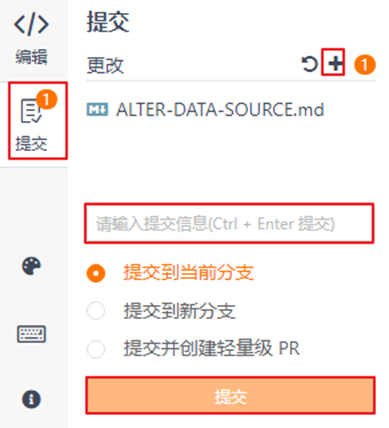 提交
编辑
更改
1
1
提交
ALTER-DATA-SOURCE.md
请输入提交信息(Ctrl + Enter 提交)
提交到当前分支
提交到新分支
提交并创建轻量级 PR
提交